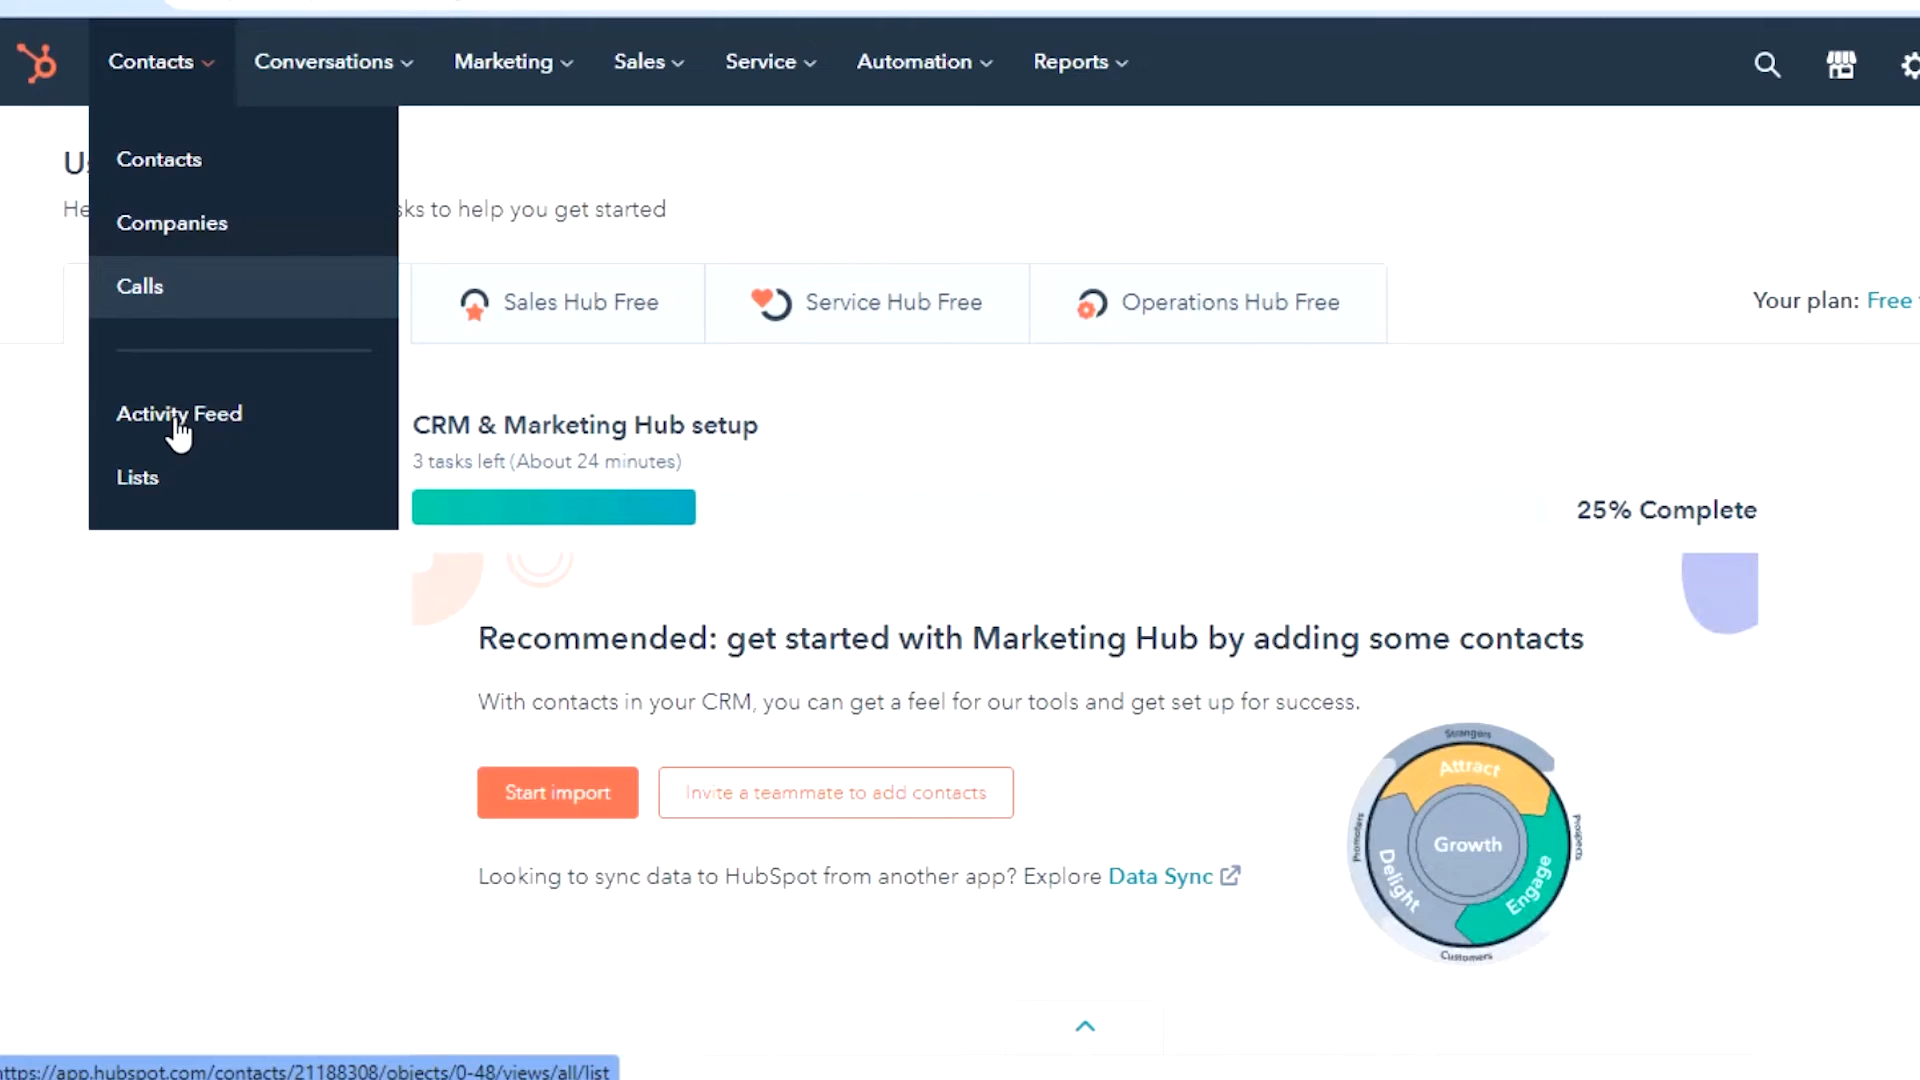 Contacts Conversations Marketing Sales Service Automation Reports
Contacts
Companies
Calls
Activity Feed
Lists
to help you get started
Sales Hub Free
Service Hub Free
Operations Hub Free
Your plan: Free
CRM & Marketing Hub setup
3 tasks left (About 24 minutes)
25% Complete
Recommended: get started with Marketing Hub by adding some contacts
With contacts in your CRM, you can get a feel for our tools and get set up for success.
Start import
Invite a teammate to add contacts
Looking to sync data to HubSpot from another app? Explore Data Sync
Strangers
Attract
Prospects
Engage
Customers
Delight
Promoters
Growth
https://app.hubspot.com/contacts/21188308/objects/0-48/views/all/list